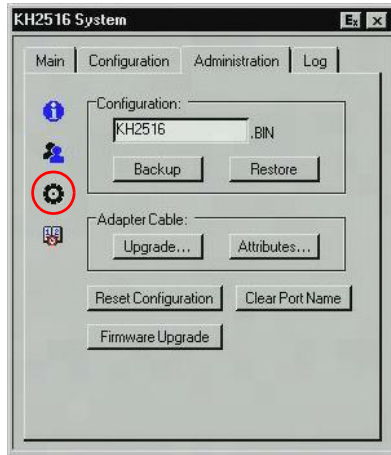 KH2516 System Ex X
Main Configuration Administration Log
Configuration:
KH2516 .BIN
Backup Restore
Adapter Cable:
Upgrade... Attributes...
Reset Configuration Clear Port Name
Firmware Upgrade